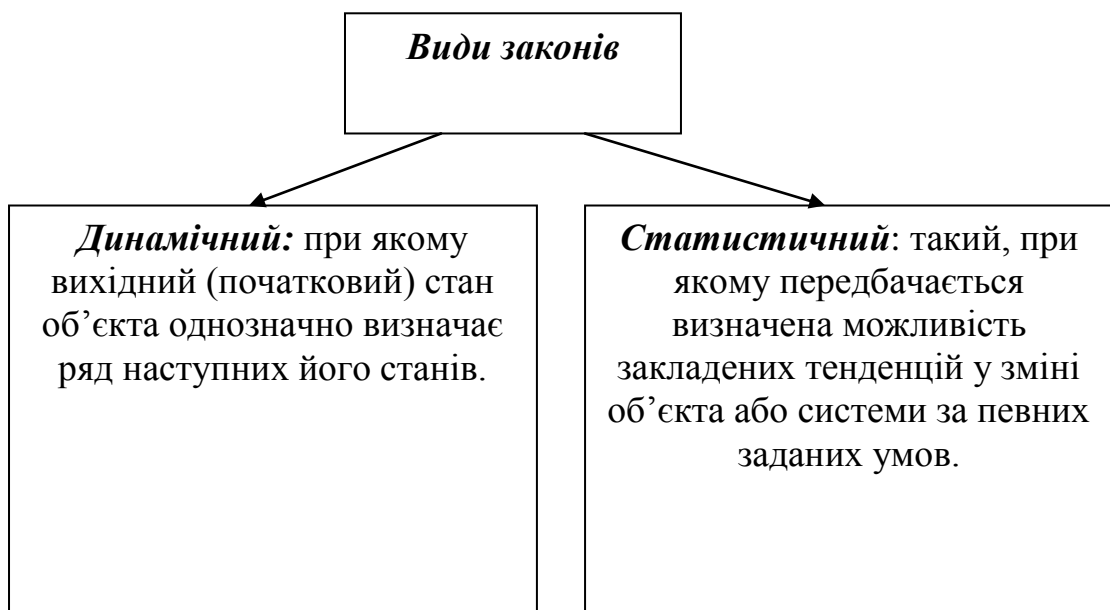 Види законів
Динамічний: при якому
вихідний (початковий) стан
об’єкта однозначно визначає
ряд наступних його станів.
Статистичний: такий, при
якому передбачається
визначена можливість
закладених тенденцій у зміні
об’єкта або системи за певних
заданих умов.